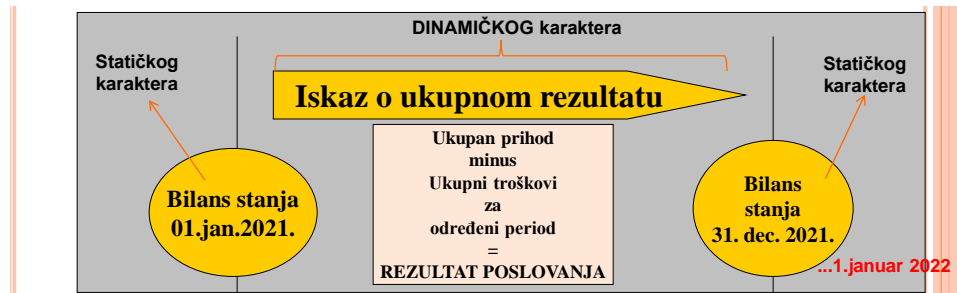 DINAMIČKOG karaktera
Statičkog
karaktera
Statičkog
karaktera
Iskaz o ukupnom rezultatu
Ukupan prihod
minus
Ukupni troškovi
za
određeni period
=
REZULTAT POSLOVANJA
Bilans stanja
01.jan.2021.
Bilans
stanja
31. dec. 2021.
...1.januar 2022